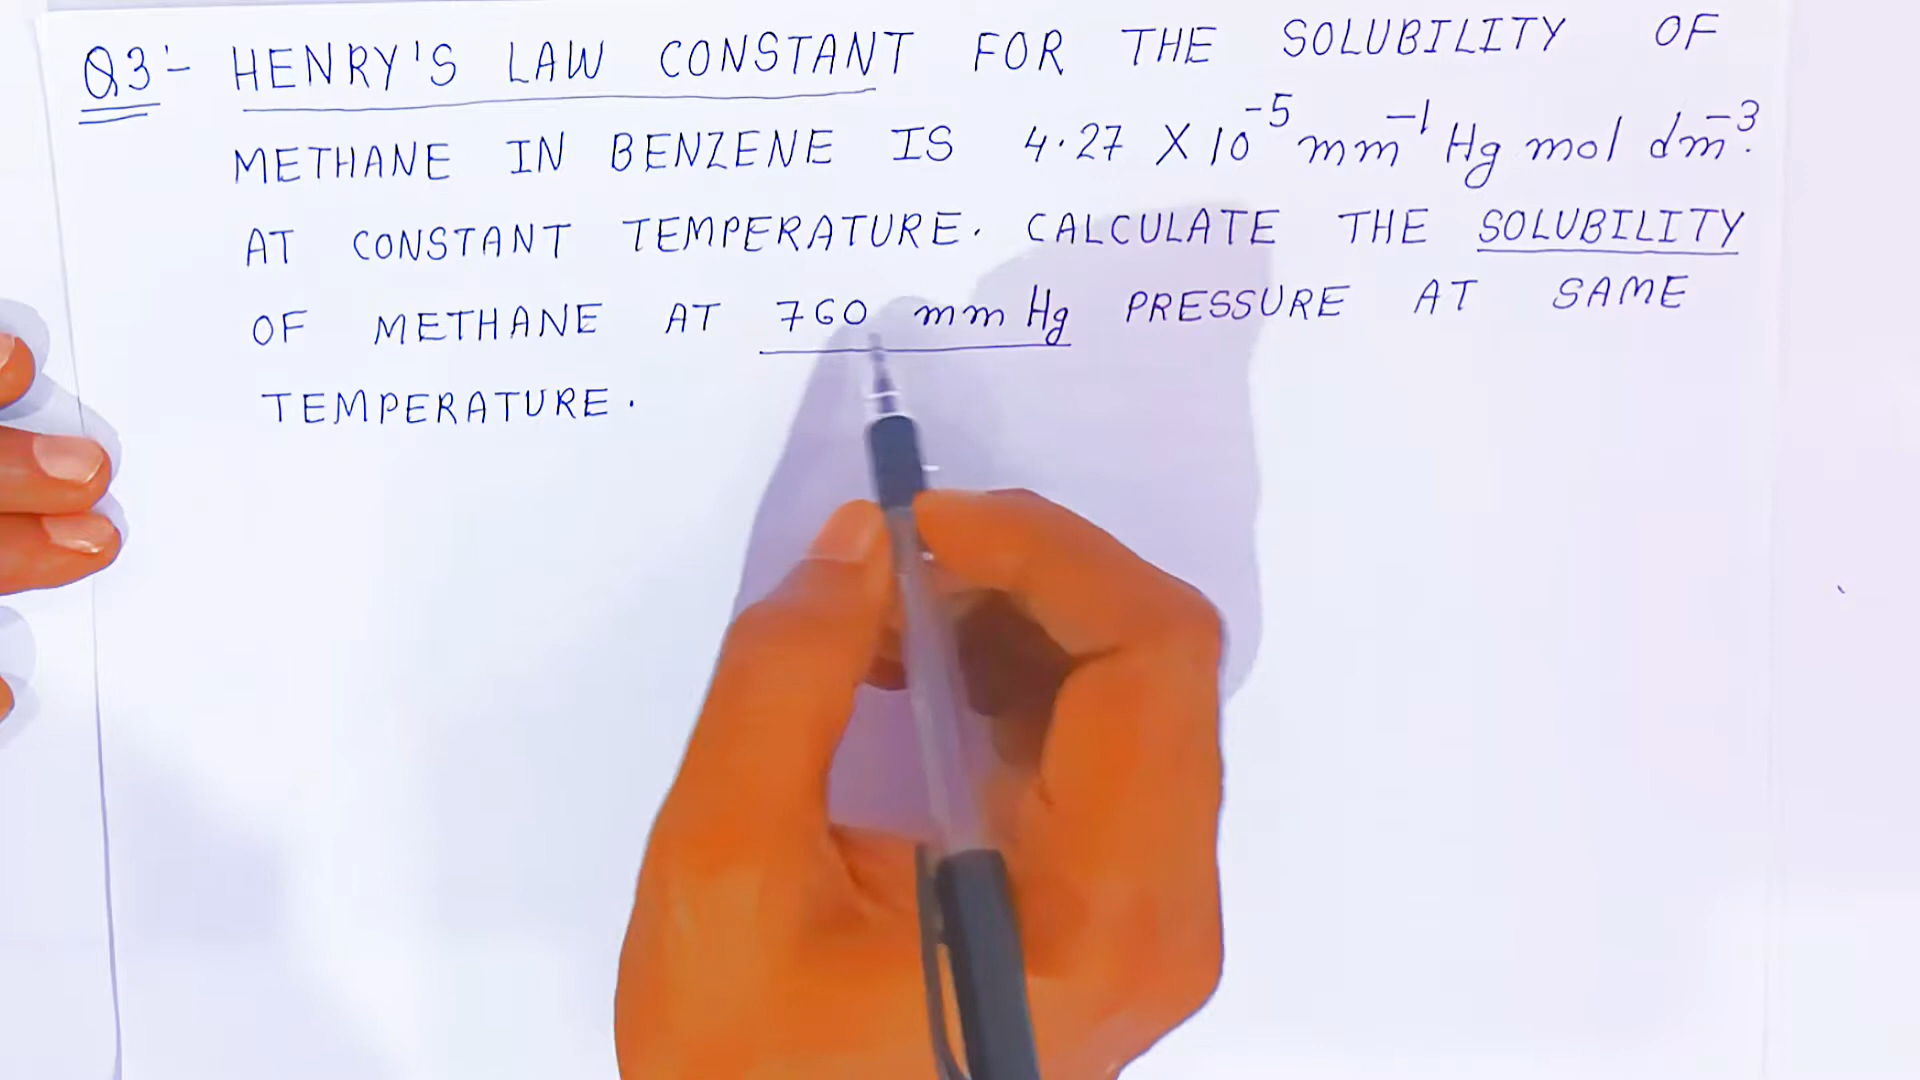 Q3:- HENRY'S LAW CONSTANT FOR THE SOLUBILITY OF
METHANE IN BENZENE IS 4.27 X 10⁻⁵ mm⁻¹ Hg mol dm⁻³.
AT CONSTANT TEMPERATURE. CALCULATE THE SOLUBILITY
OF METHANE AT 760 mm Hg PRESSURE AT SAME
TEMPERATURE.